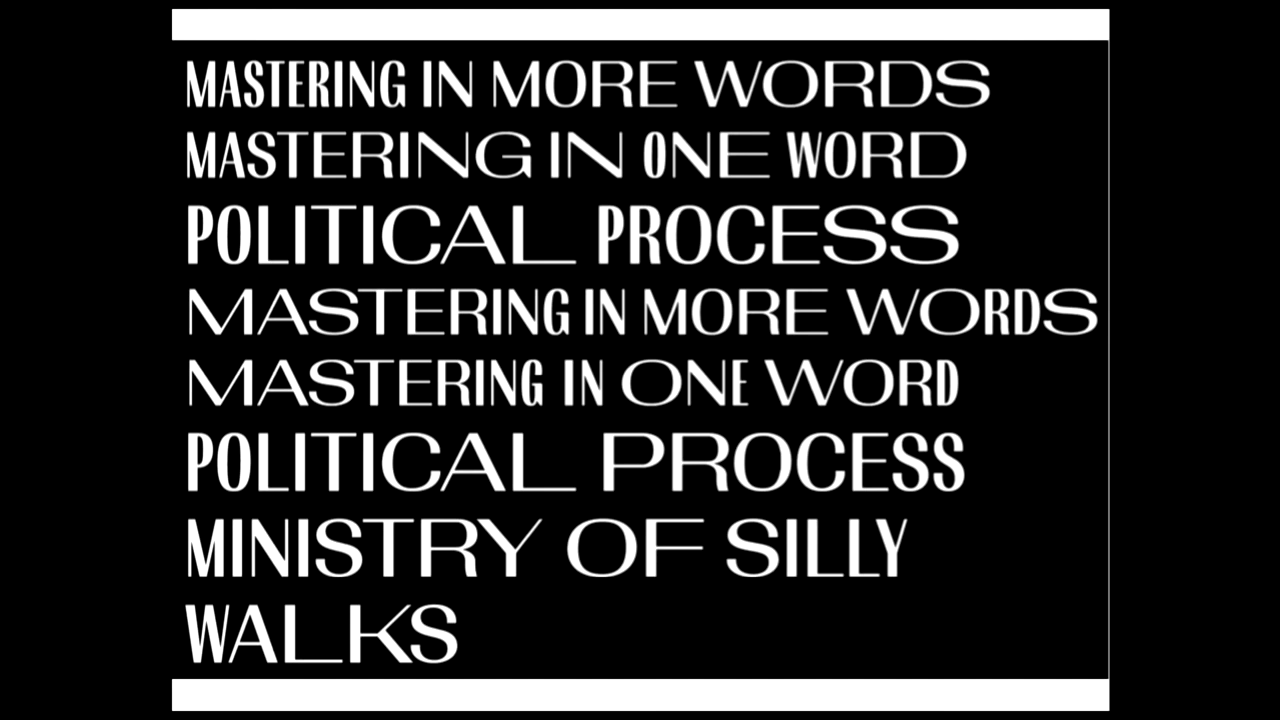 MASTERING IN MORE WORDS
MASTERING IN ONE WORD
POLITICAL PROCESS
MASTERING IN MORE WORDS
MASTERING IN ONE WORD
POLITICAL PROCESS
MINISTRY OF SILLY
WALKS